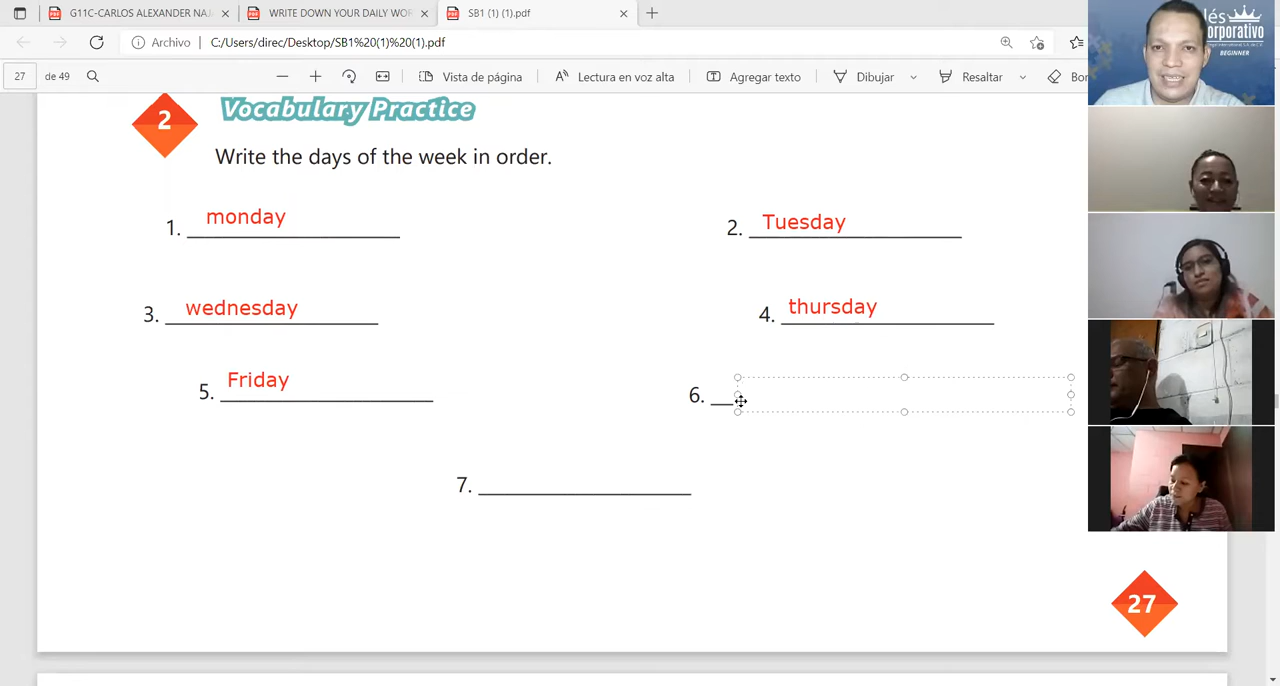 G11C-CARLOS ALEXANDER NA
WRITE DOWN YOUR DAILY WOR
SB1 (1) (1).pdf
Archivo
C:/Users/direc/Desktop/SB1%20(1)%20(1).pdf
27
de 49
Vista de página
Lectura en voz alta
Agregar texto
Dibujar
Resaltar
Bor
lés
orporativo
BEGINNER
2
Vocabulary Practice
Write the days of the week in order.
1. monday
2. Tuesday
3. wednesday
4. thursday
5. Friday
6.
7.
27